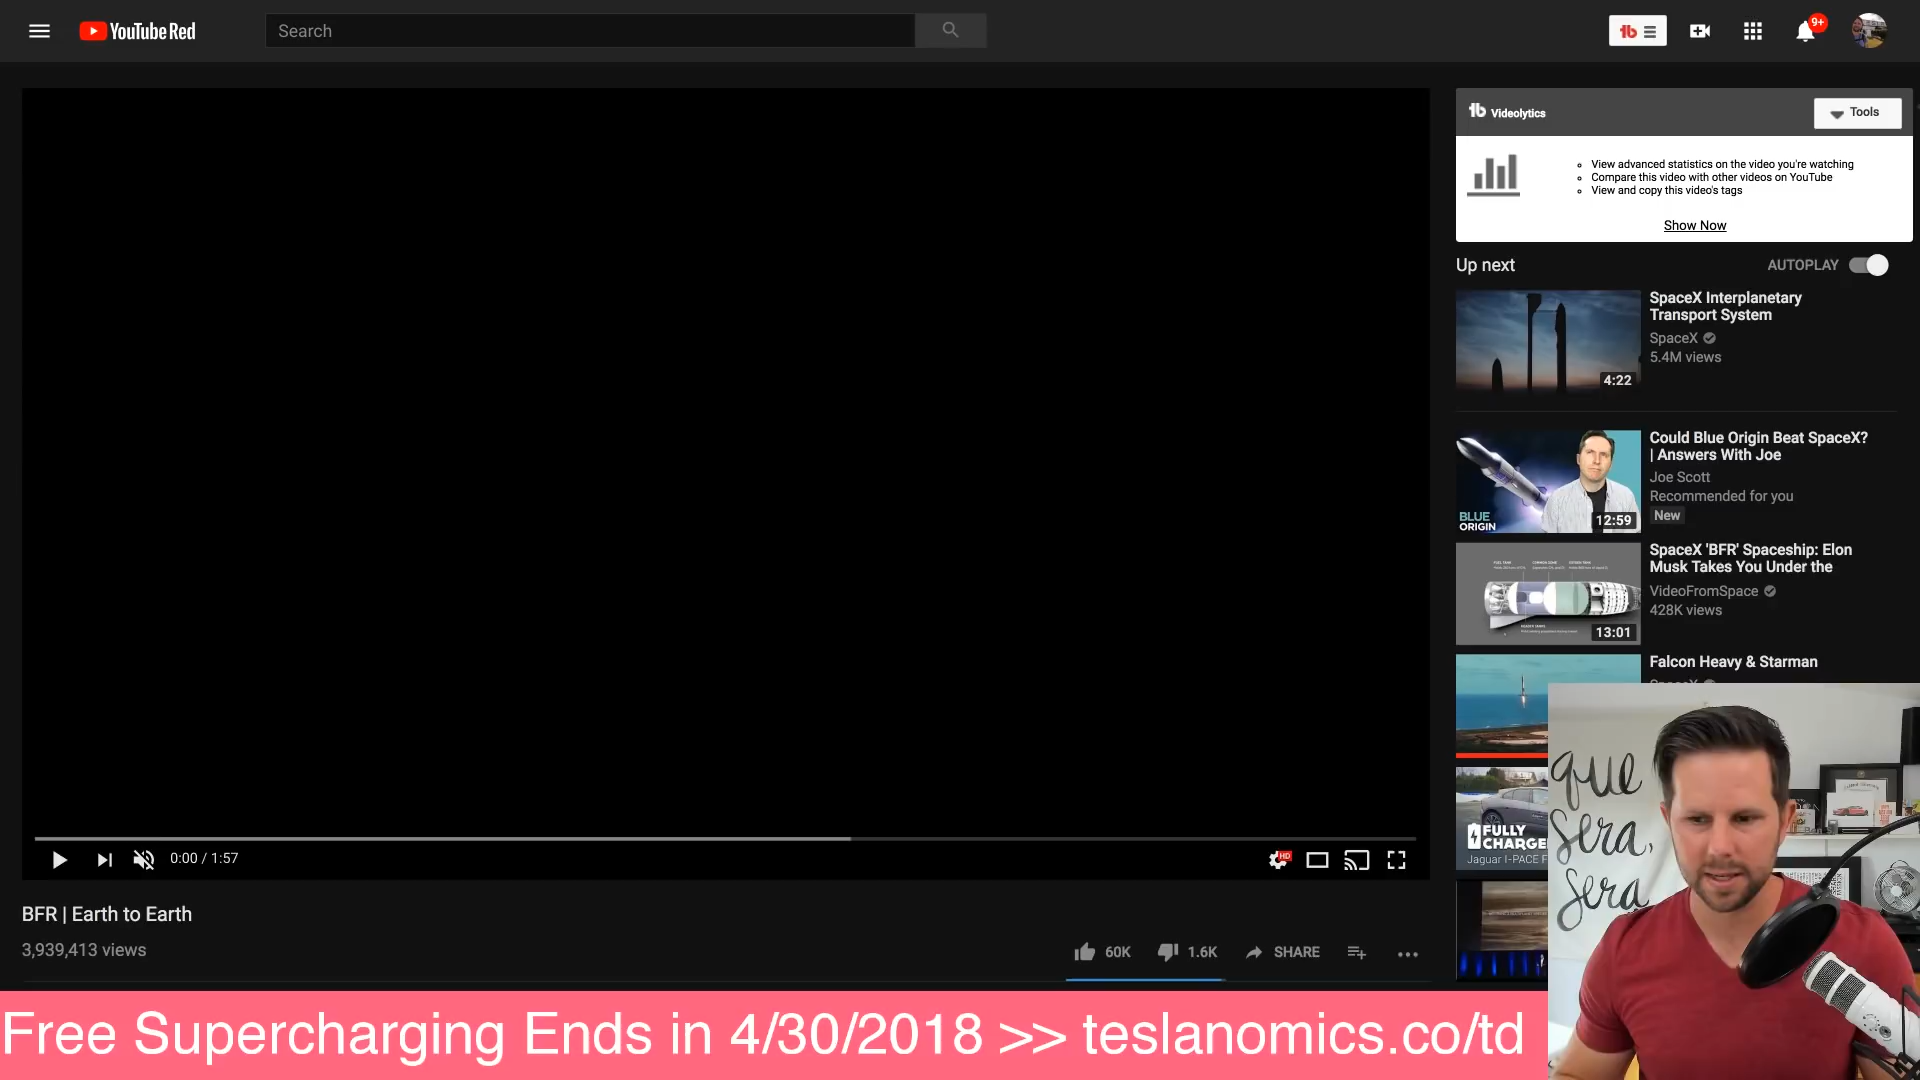 YouTube Red
Search
9+
Videolytics
Tools
View advanced statistics on the video you're watching
Compare this video with other videos on YouTube
View and copy this video's tags
Show Now
Up next
AUTOPLAY
SpaceX Interplanetary
Transport System
SpaceX
5.4M views
4:22
Could Blue Origin Beat SpaceX?
| Answers With Joe
Joe Scott
Recommended for you
New
BLUE
ORIGIN
12:59
SpaceX 'BFR' Spaceship: Elon
Musk Takes You Under the
VideoFromSpace
428K views
13:01
Falcon Heavy & Starman
FULLY
CHARGE
Jaguar I-PACE F
que
sera,
sera
0:00 / 1:57
HD
BFR | Earth to Earth
3,939,413 views
60K
1.6K
SHARE
Free Supercharging Ends in 4/30/2018 >> teslanomics.co/td